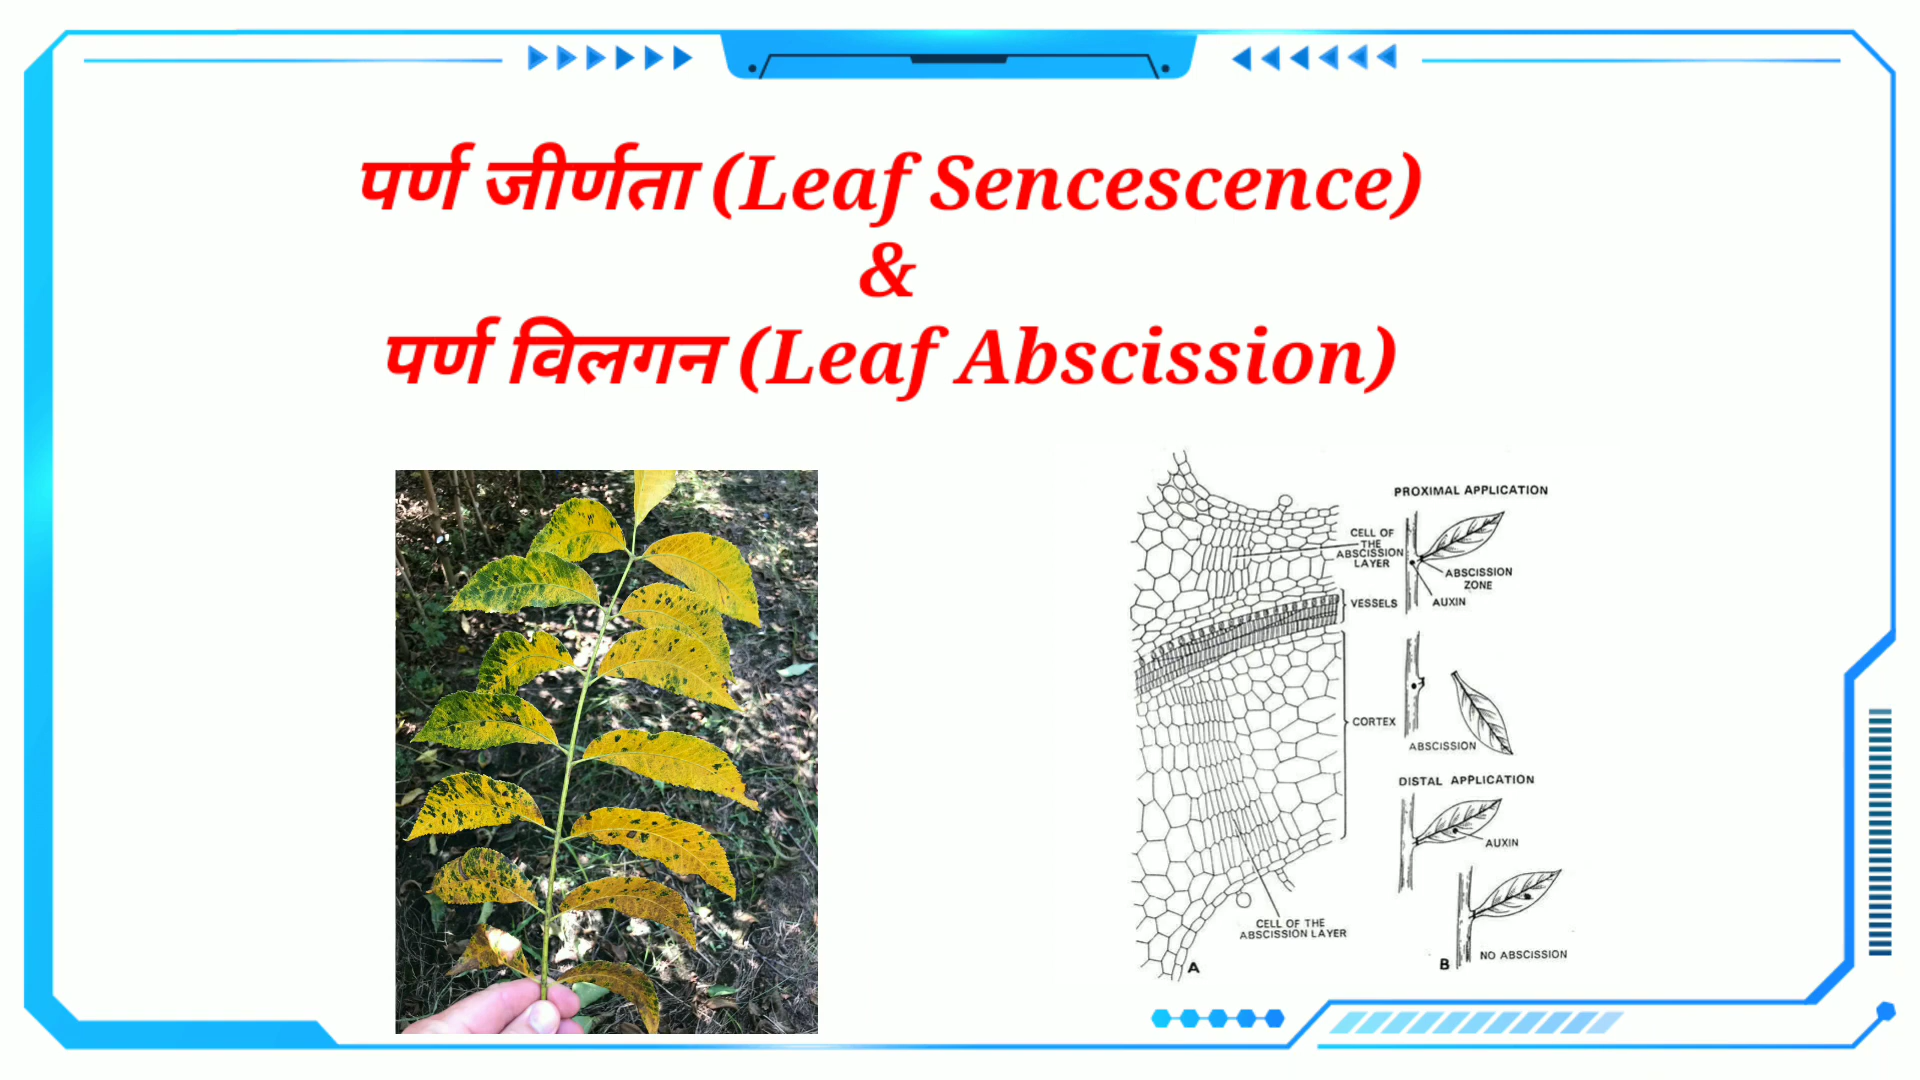 पर्ण जीर्णता (Leaf Sencescence)
&
पर्ण विलगन (Leaf Abscission)
PROXIMAL APPLICATION
CELL OF
THE
ABSCISSION
LAYER
ABSCISSION
ZONE
AUXIN
VESSELS
CORTEX
ABSCISSION
DISTAL APPLICATION
AUXIN
CELL OF THE
ABSCISSION LAYER
NO ABSCISSION
A
B